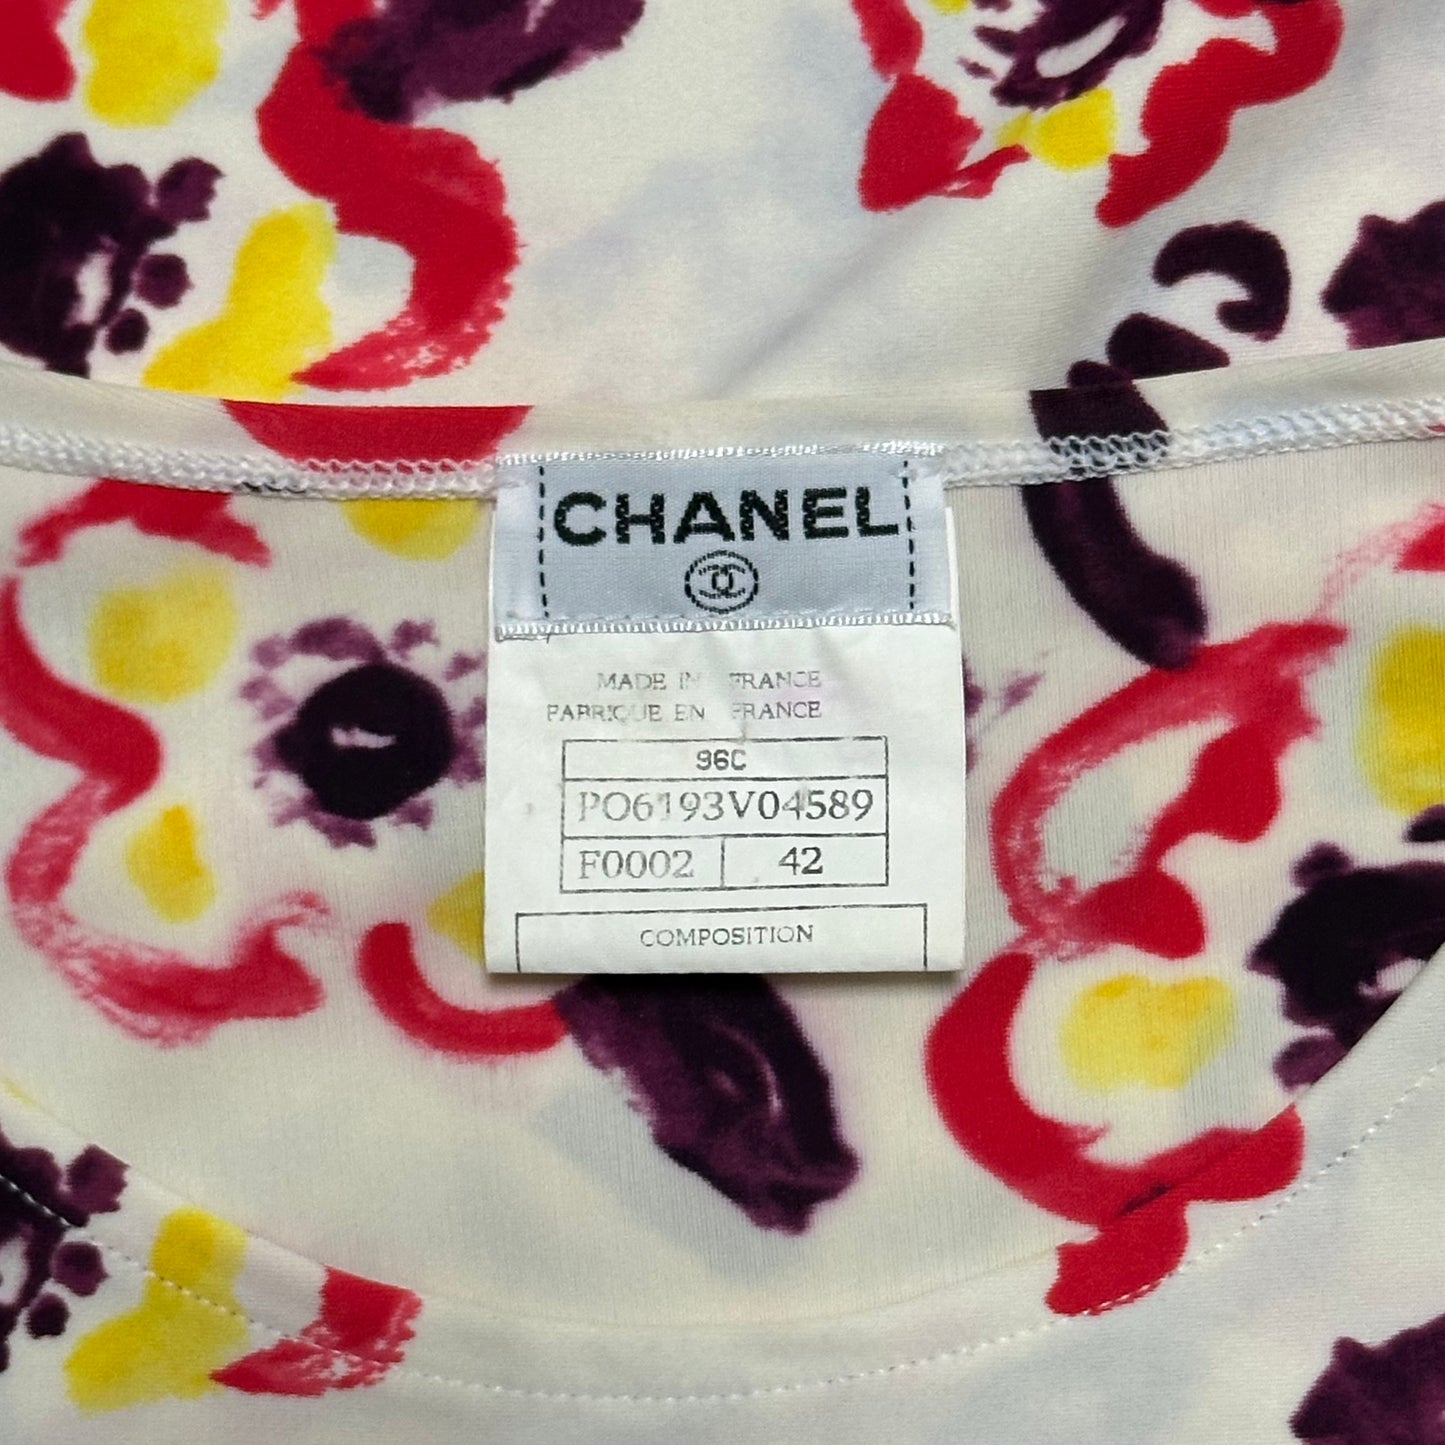 CHANEL
MADE IN FRANCE
FABRIQUE EN FRANCE
96C
PO6193V04589
F0002 42
COMPOSITION